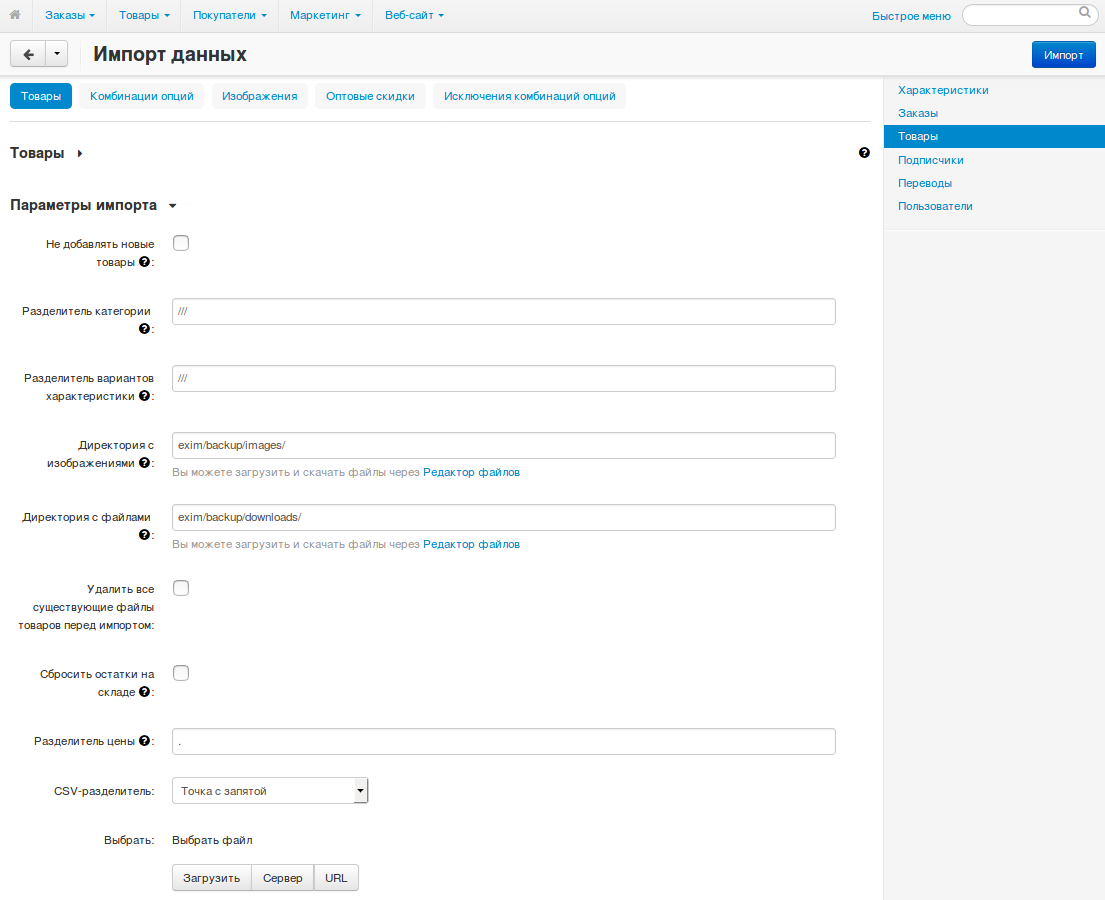 Заказы Товары Покупатели Маркетинг Веб-сайт Быстрое меню
Импорт данных Импорт
Товары Комбинации опций Изображения Оптовые скидки Исключения комбинаций опций
Характеристики
Заказы
Товары
Подписчики
Переводы
Пользователи
Товары
Параметры импорта
Не добавлять новые
товары :
Разделитель категории
:
///
Разделитель вариантов
характеристики :
///
Директория с
изображениями :
exim/backup/images/
Вы можете загрузить и скачать файлы через Редактор файлов
Директория с файлами
:
exim/backup/downloads/
Вы можете загрузить и скачать файлы через Редактор файлов
Удалить все
существующие файлы
товаров перед импортом:
Сбросить остатки на
складе :
Разделитель цены : .
CSV-разделитель: Точка с запятой
Выбрать: Выбрать файл
Загрузить Сервер URL